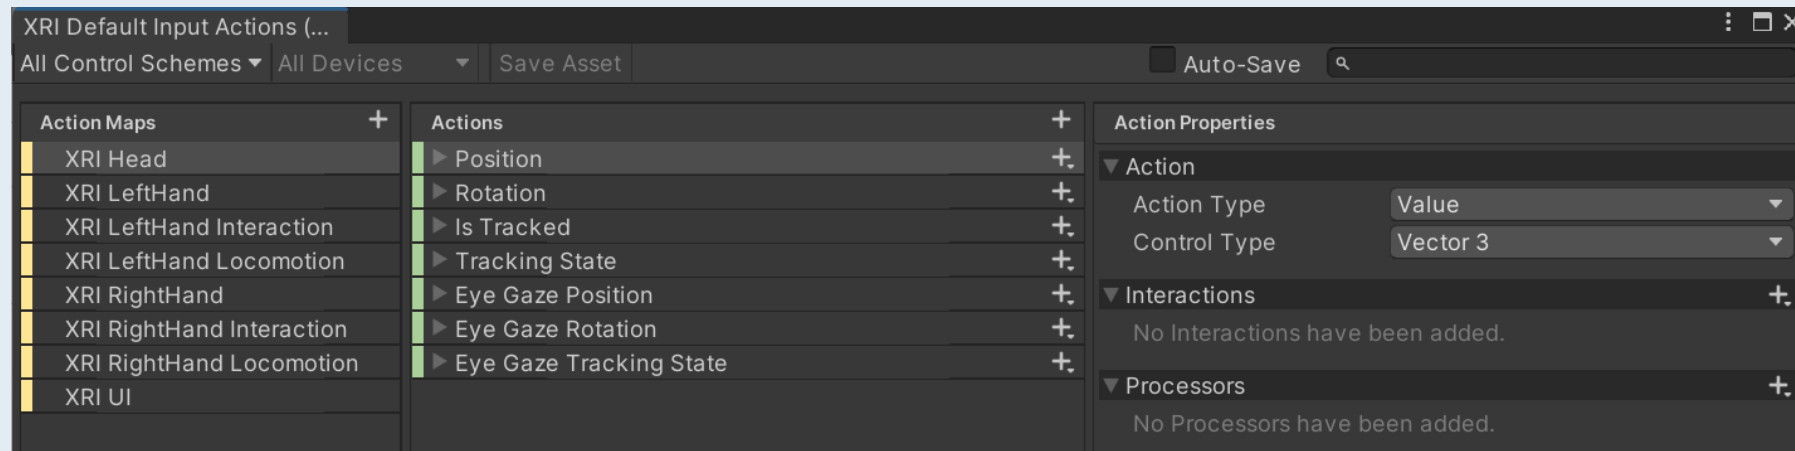 XRI Default Input Actions (...
All Control Schemes All Devices Save Asset Auto-Save
Action Maps
XRI Head
XRI LeftHand
XRI LeftHand Interaction
XRI LeftHand Locomotion
XRI RightHand
XRI RightHand Interaction
XRI RightHand Locomotion
XRI UI
Actions
Position
Rotation
Is Tracked
Tracking State
Eye Gaze Position
Eye Gaze Rotation
Eye Gaze Tracking State
Action Properties
Action
Action Type Value
Control Type Vector 3
Interactions
No Interactions have been added.
Processors
No Processors have been added.